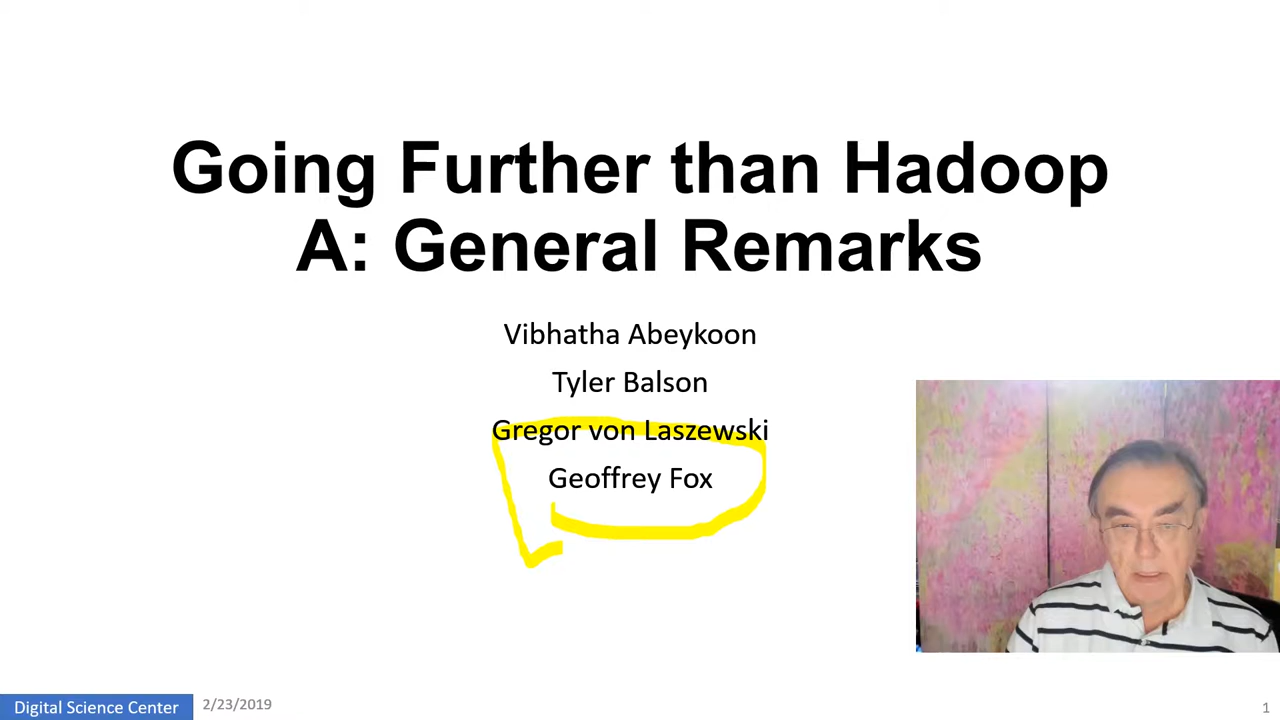 Going Further than Hadoop
A: General Remarks
Vibhatha Abeykoon
Tyler Balson
Gregor von Laszewski
Geoffrey Fox
Digital Science Center
2/23/2019
1